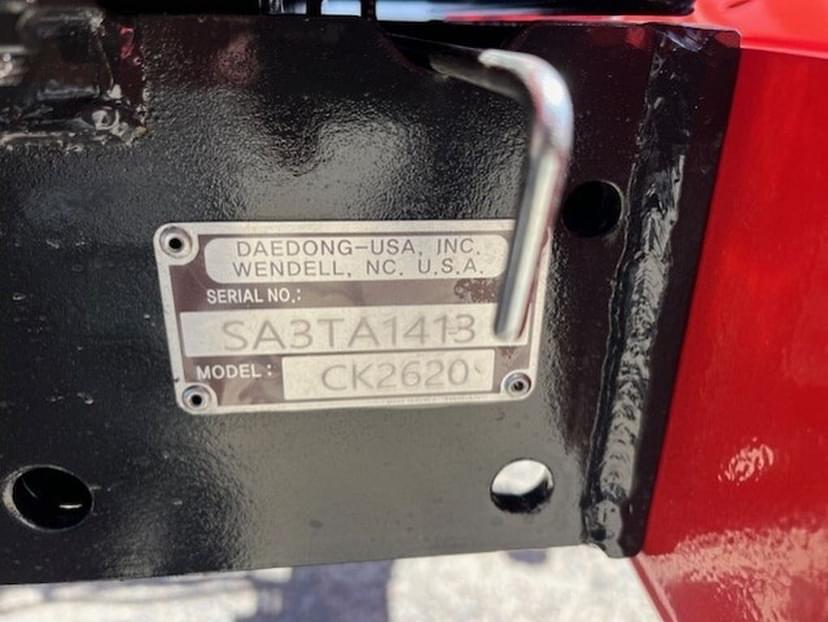 DAEDONG-USA, INC.
WENDELL, NC. U.S.A.
SERIAL NO.:
SA3TA1413
MODEL:
CK2620